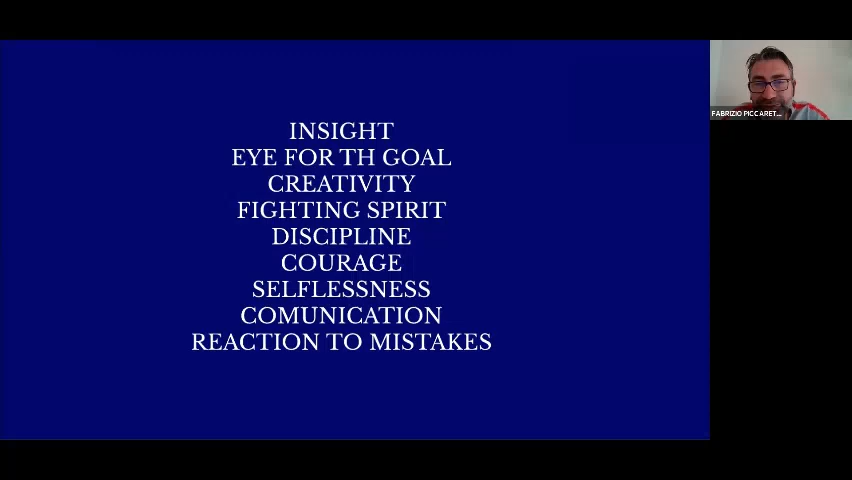 INSIGHT
EYE FOR TH GOAL
CREATIVITY
FIGHTING SPIRIT
DISCIPLINE
COURAGE
SELFLESSNESS
COMUNICATION
REACTION TO MISTAKES
FABRIZIO PICCARET...